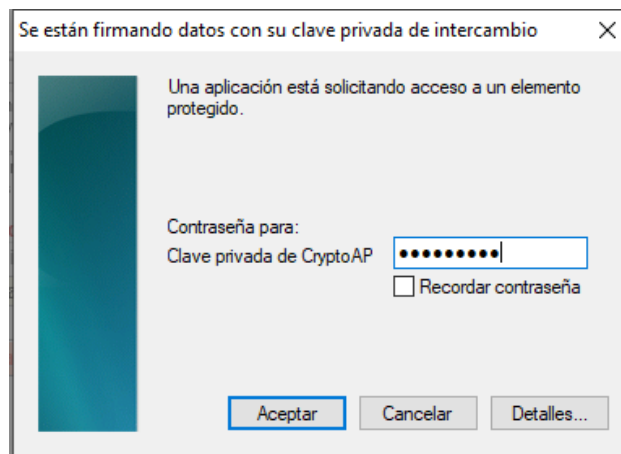 Se están firmando datos con su clave privada de intercambio
Una aplicación está solicitando acceso a un elemento
protegido.
Contraseña para:
Clave privada de CryptoAP
●●●●●●●●●
Recordar contraseña
Aceptar
Cancelar
Detalles...